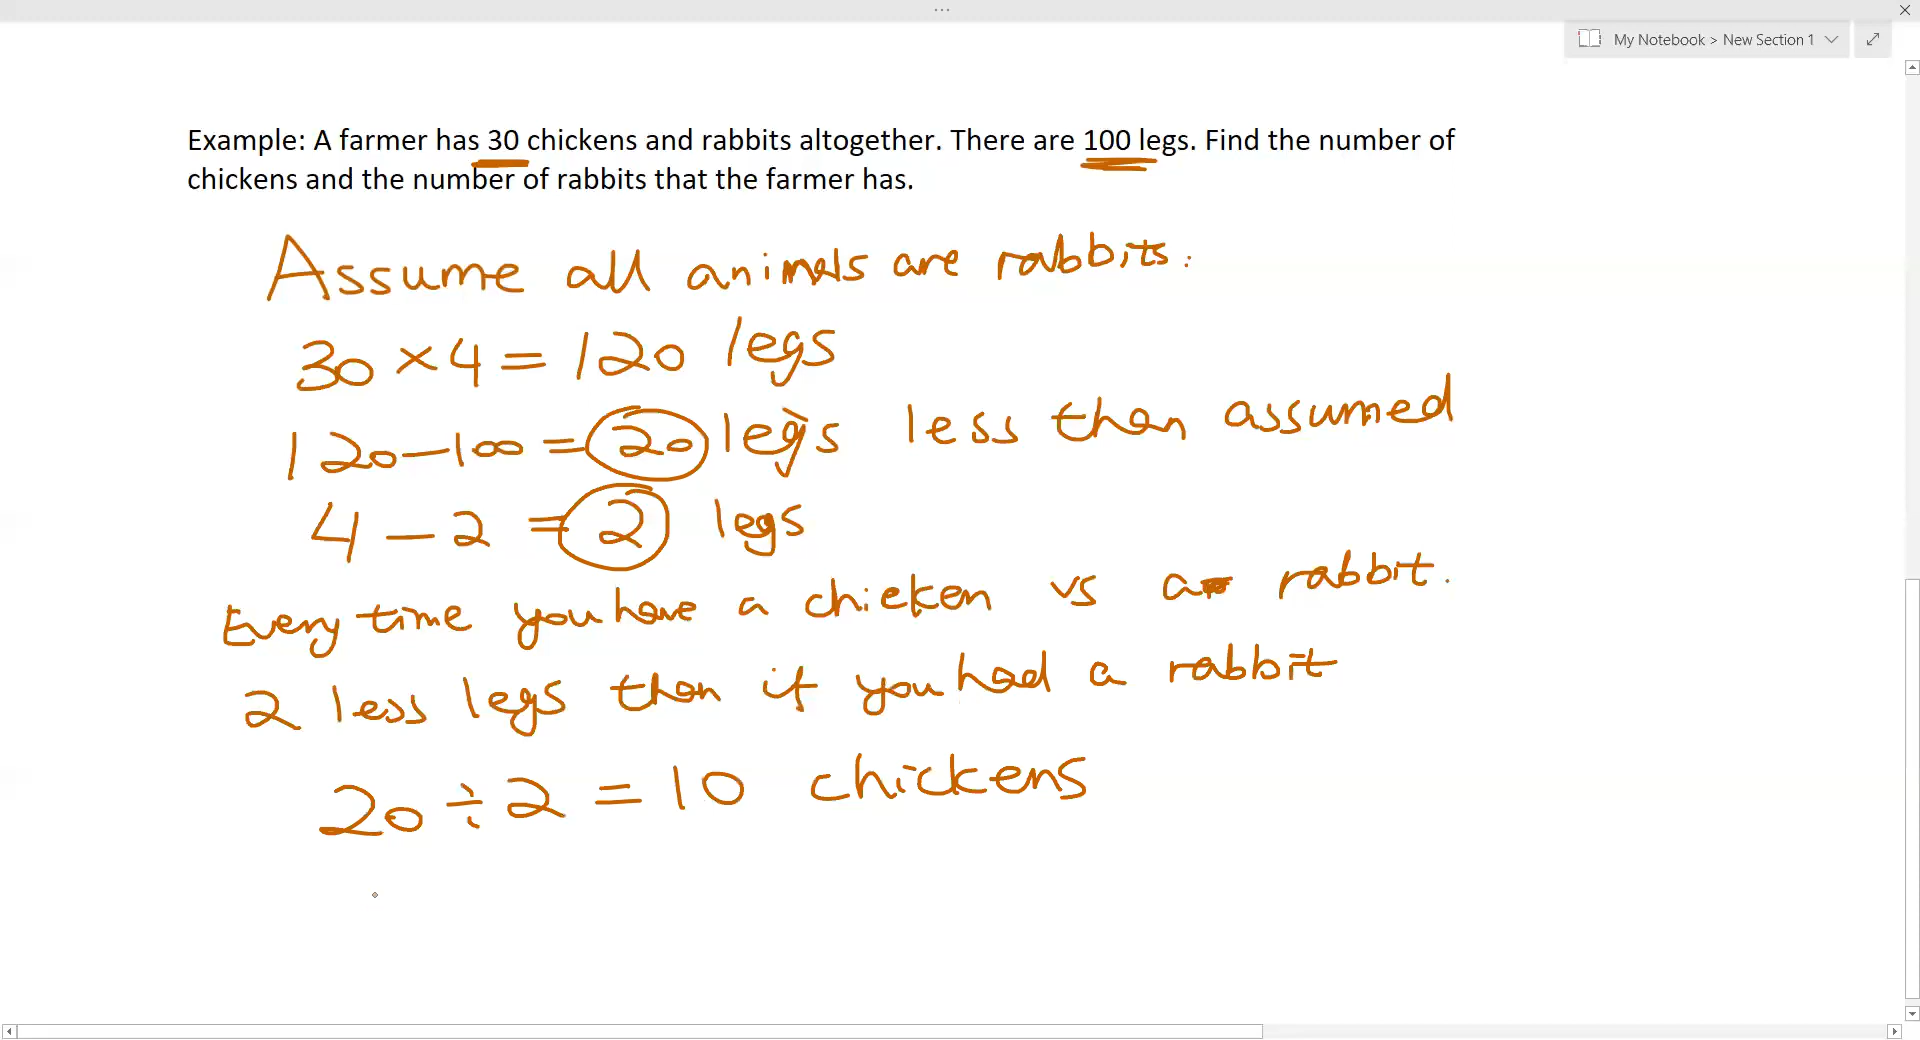 My Notebook > New Section 1
Example: A farmer has 30 chickens and rabbits altogether. There are 100 legs. Find the number of
chickens and the number of rabbits that the farmer has.
Assume all animals are rabbits.
30 × 4 = 120 legs
120 - 100 = 20 legs less than assumed
4 - 2 = 2 legs
Every time you have a chicken vs a rabbit.
2 less legs than if you had a rabbit
20 ÷ 2 = 10 chickens